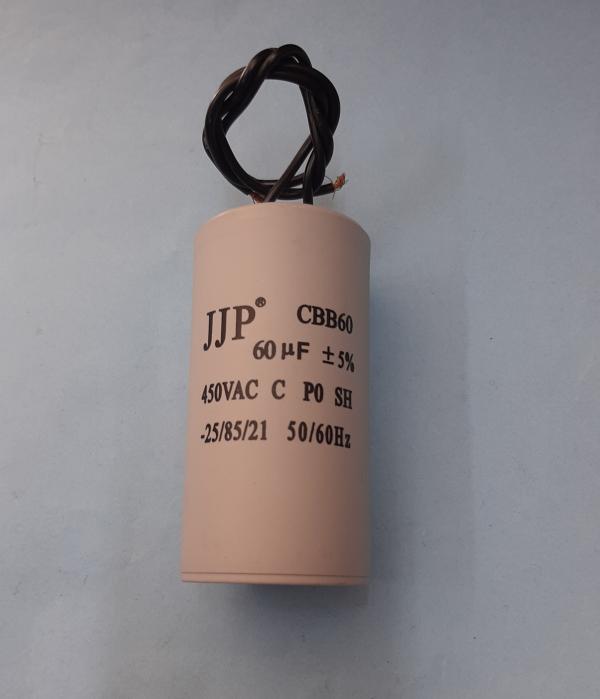 JJP® CBB60
60 µF ±5%
450VAC C P0 SH
-25/85/21 50/60Hz